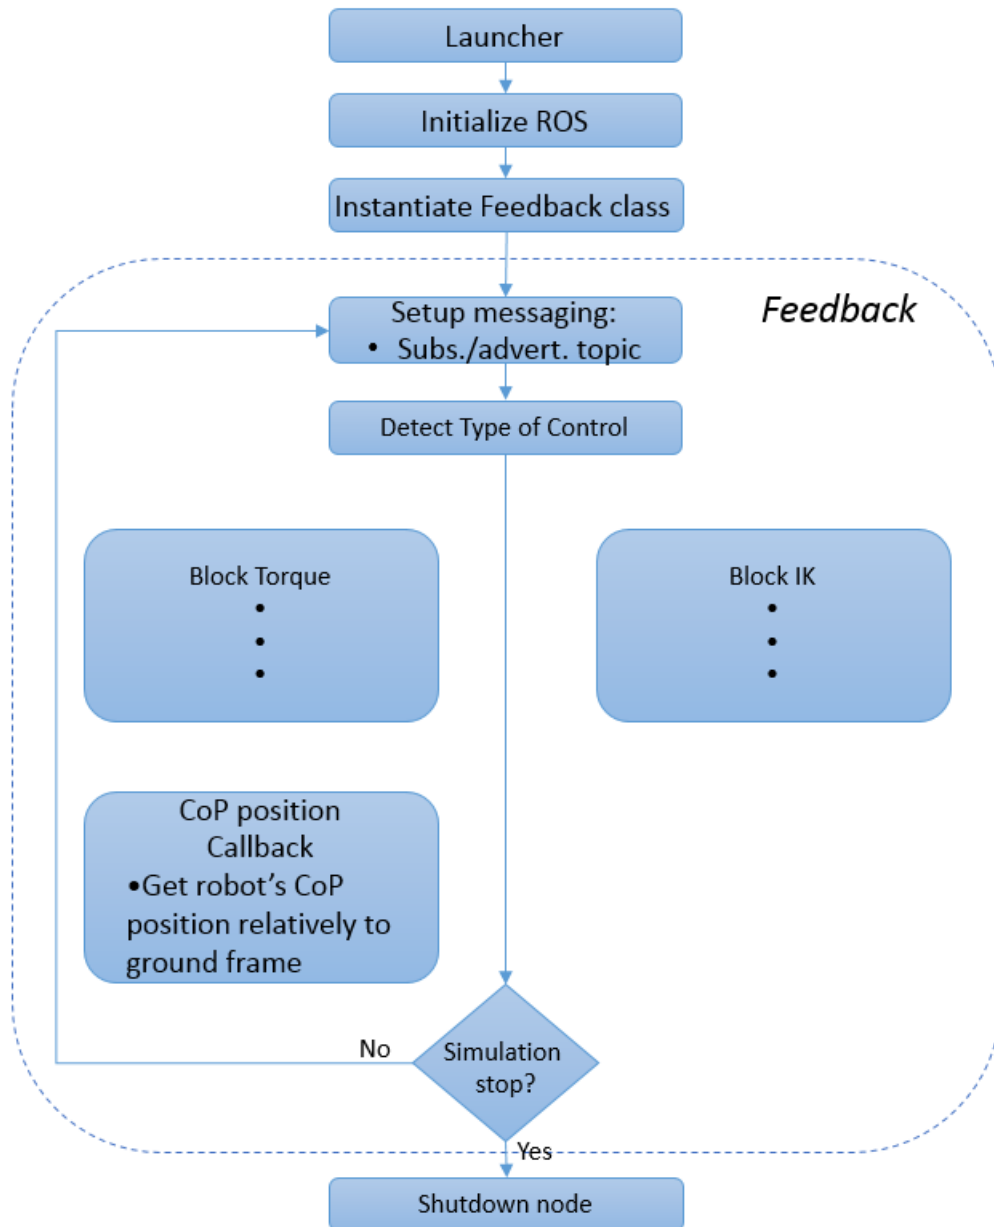 Launcher
Initialize ROS
Instantiate Feedback class
Feedback
Setup messaging:
• Subs./advert. topic
Detect Type of Control
Block Torque
•
•
•
Block IK
•
•
•
CoP position
Callback
•Get robot's CoP
position relatively to
ground frame
No
Simulation
stop?
Yes
Shutdown node